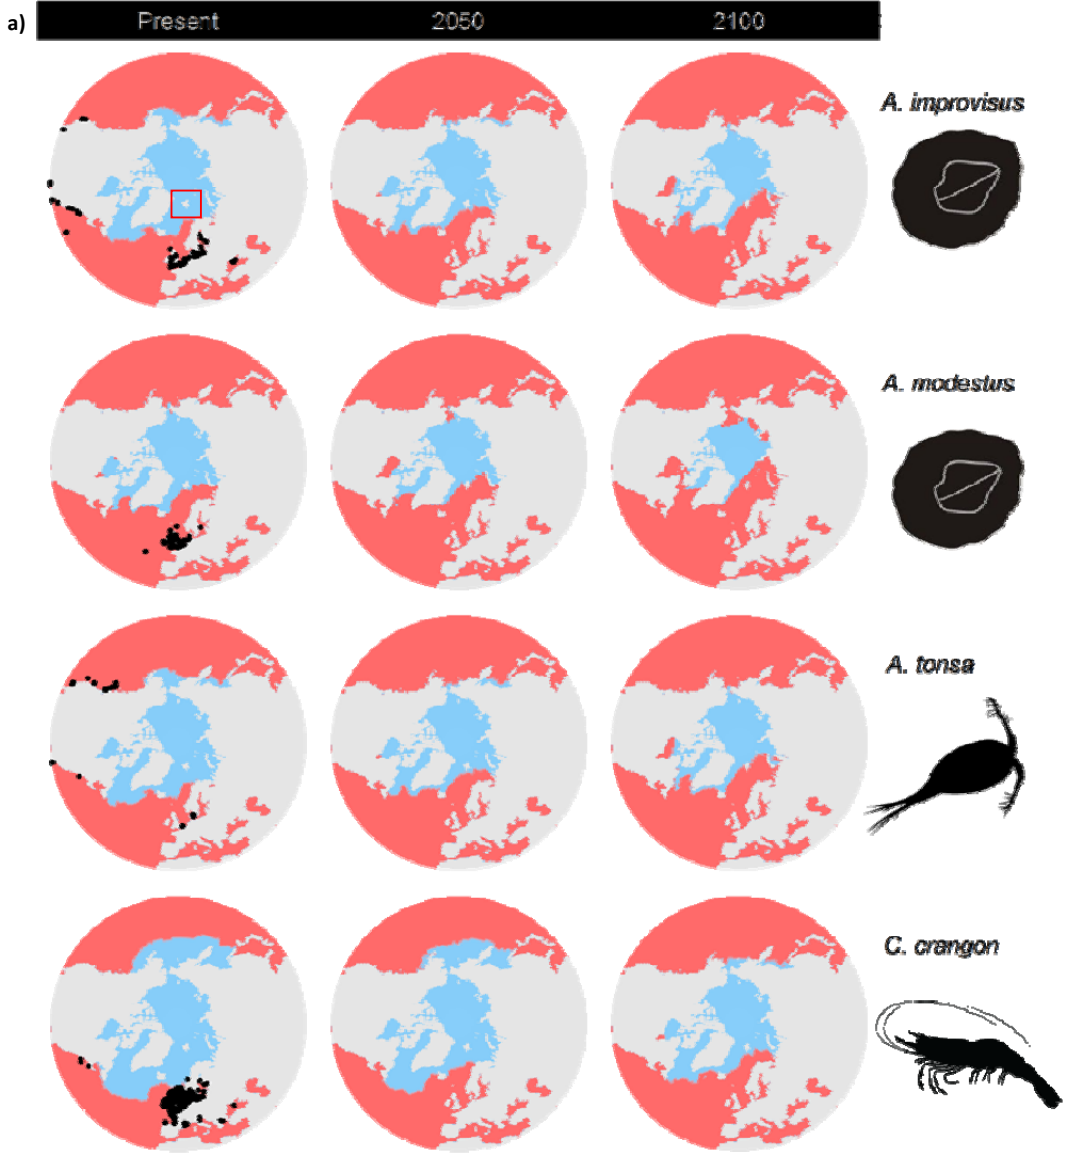 a)
Present 2050 2100
A. improvisus
A. modestus
A. tonsa
C. crangon